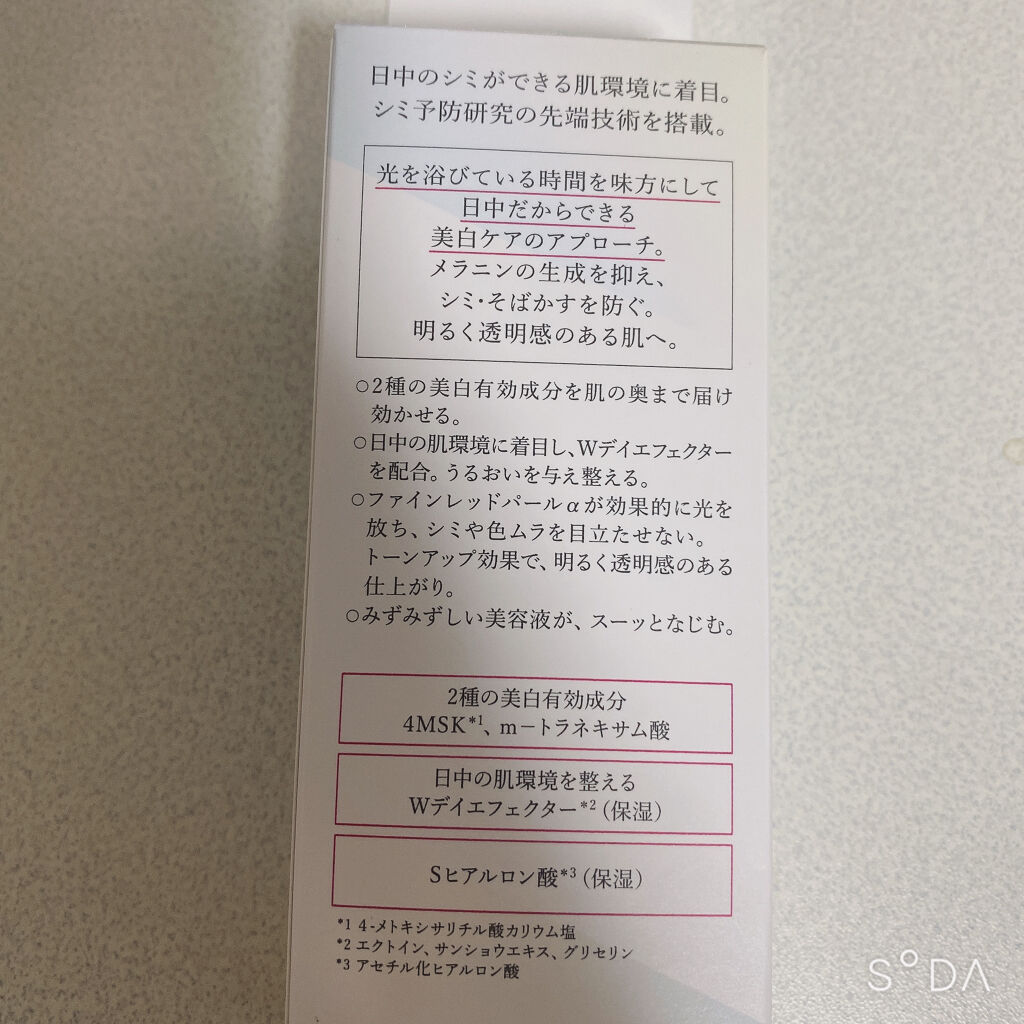 日中のシミができる肌環境に着目。
シミ予防研究の先端技術を搭載。
光を浴びている時間を味方にして
日中だからできる
美白ケアのアプローチ。
メラニンの生成を抑え、
シミ・そばかすを防ぐ。
明るく透明感のある肌へ。
○2種の美白有効成分を肌の奥まで届け
効かせる。
○日中の肌環境に着目し、Wデイエフェクター
を配合。うるおいを与え整える。
○ファインレッドパールαが効果的に光を
放ち、シミや色ムラを目立たせない。
トーンアップ効果で、明るく透明感のある
仕上がり。
○みずみずしい美容液が、スーッとなじむ。
2種の美白有効成分
4MSK*1、m－トラネキサム酸
日中の肌環境を整える
Wデイエフェクター*2（保湿）
Sヒアルロン酸*3（保湿）
*1 4-メトキシサリチル酸カリウム塩
*2 エクトイン、サンショウエキス、グリセリン
*3 アセチル化ヒアルロン酸
SODA